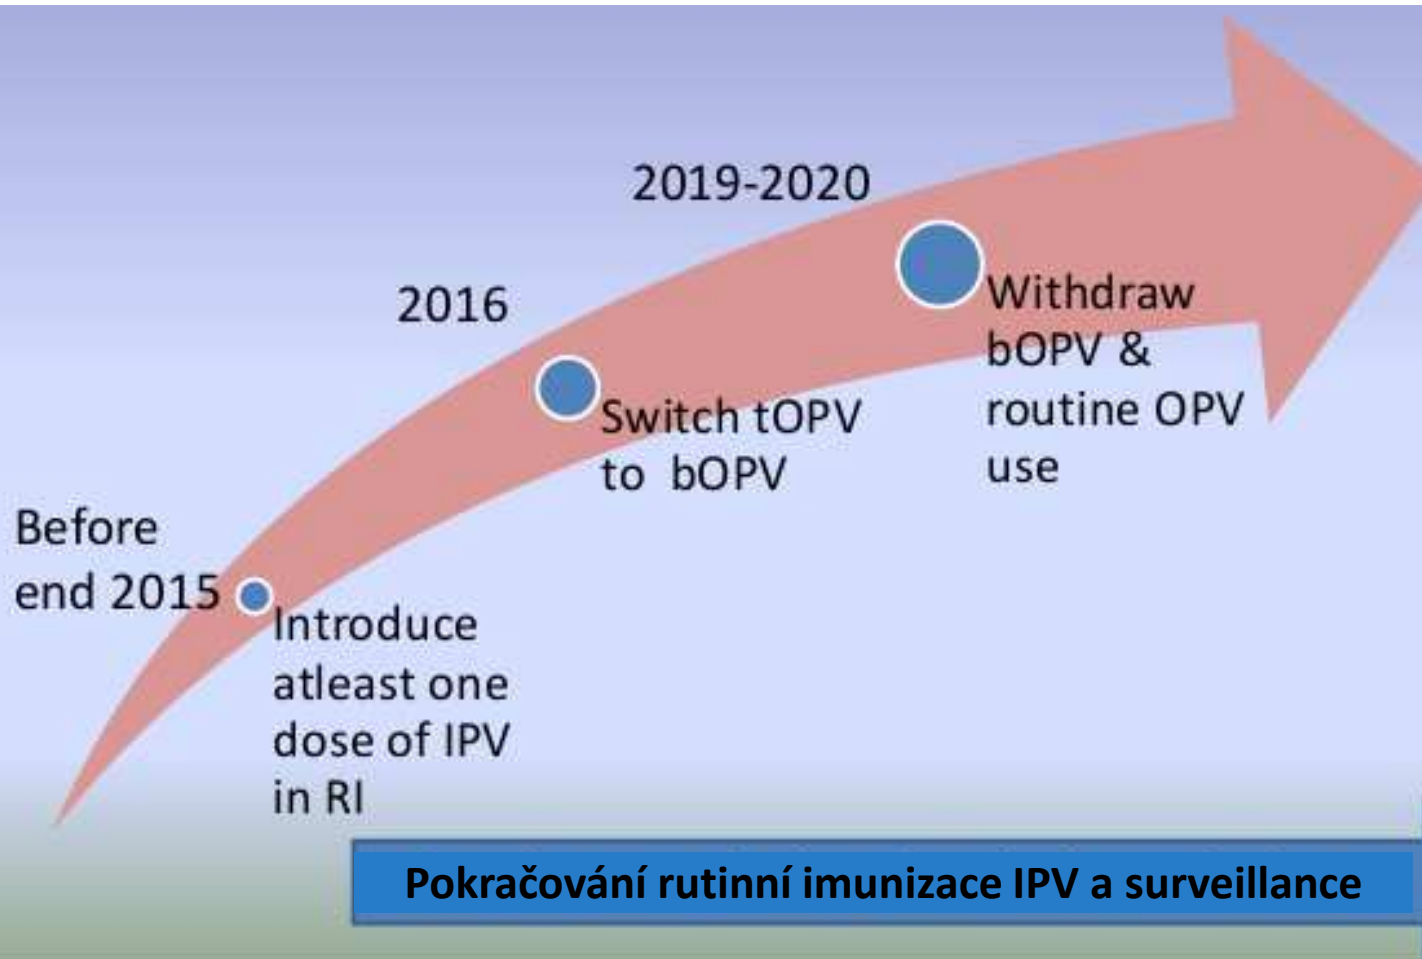 Before
end 2015
Introduce
atleast one
dose of IPV
in RI
2016
Switch tOPV
to bOPV
2019-2020
Withdraw
bOPV &
routine OPV
use
Pokračování rutinní imunizace IPV a surveillance